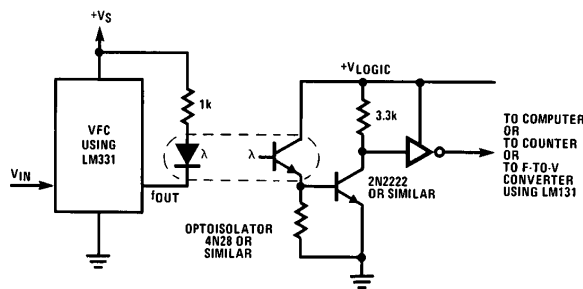 +VS
1k
VFC
USING
LM331
λ
VIN
fOUT
+VLOGIC
3.3k
λ
2N2222
OR SIMILAR
OPTOISOLATOR
4N28 OR
SIMILAR
TO COMPUTER
OR
TO COUNTER
OR
TO F-TO-V
CONVERTER
USING LM131